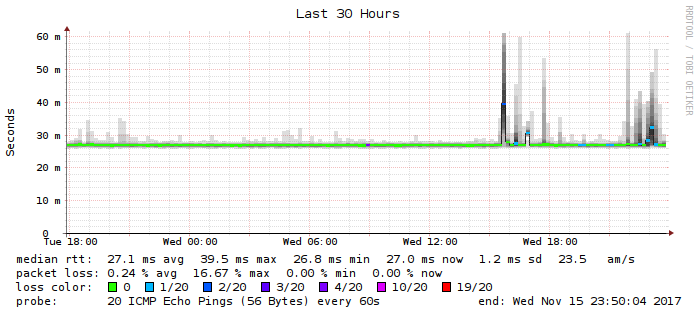 Last 30 Hours
RRDTOOL / TOBI OETIKER
Seconds
60 m
50 m
40 m
30 m
20 m
10 m
0
Tue 18:00 Wed 00:00 Wed 06:00 Wed 12:00 Wed 18:00
median rtt: 27.1 ms avg 39.5 ms max 26.8 ms min 27.0 ms now 1.2 ms sd 23.5 am/s
packet loss: 0.24 % avg 16.67 % max 0.00 % min 0.00 % now
loss color: 0 1/20 2/20 3/20 4/20 10/20 19/20
probe: 20 ICMP Echo Pings (56 Bytes) every 60s end: Wed Nov 15 23:50:04 2017